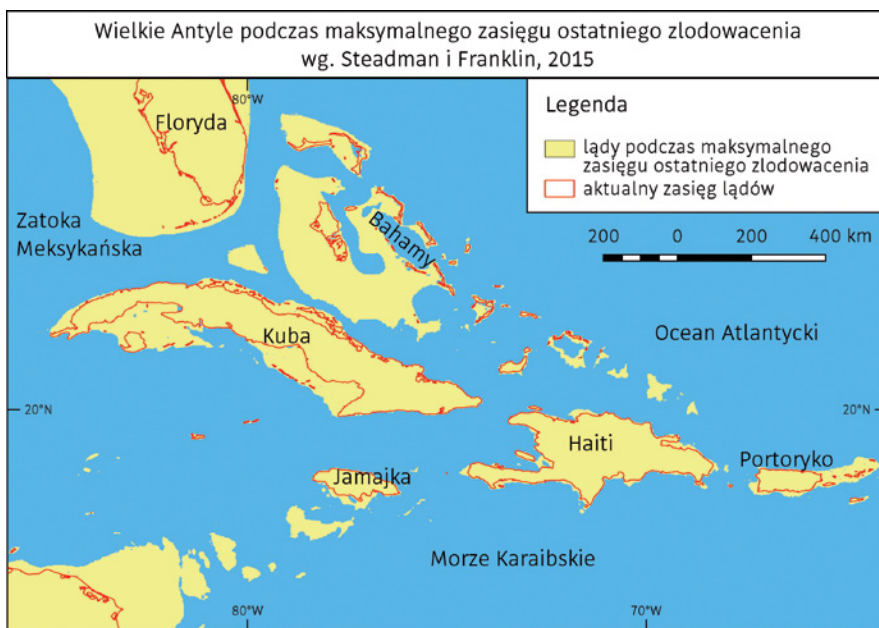 Wielkie Antyle podczas maksymalnego zasięgu ostatniego zlodowacenia
wg. Steadman i Franklin, 2015
80°W
Floryda
Legenda
lądy podczas maksymalnego
zasięgu ostatniego zlodowacenia
aktualny zasięg lądów
200 0 200 400 km
Zatoka
Meksykańska
Bahamy
Kuba
Ocean Atlantycki
20°N
20°N
Haiti
Portoryko
Jamajka
Morze Karaibskie
80°W
70°W